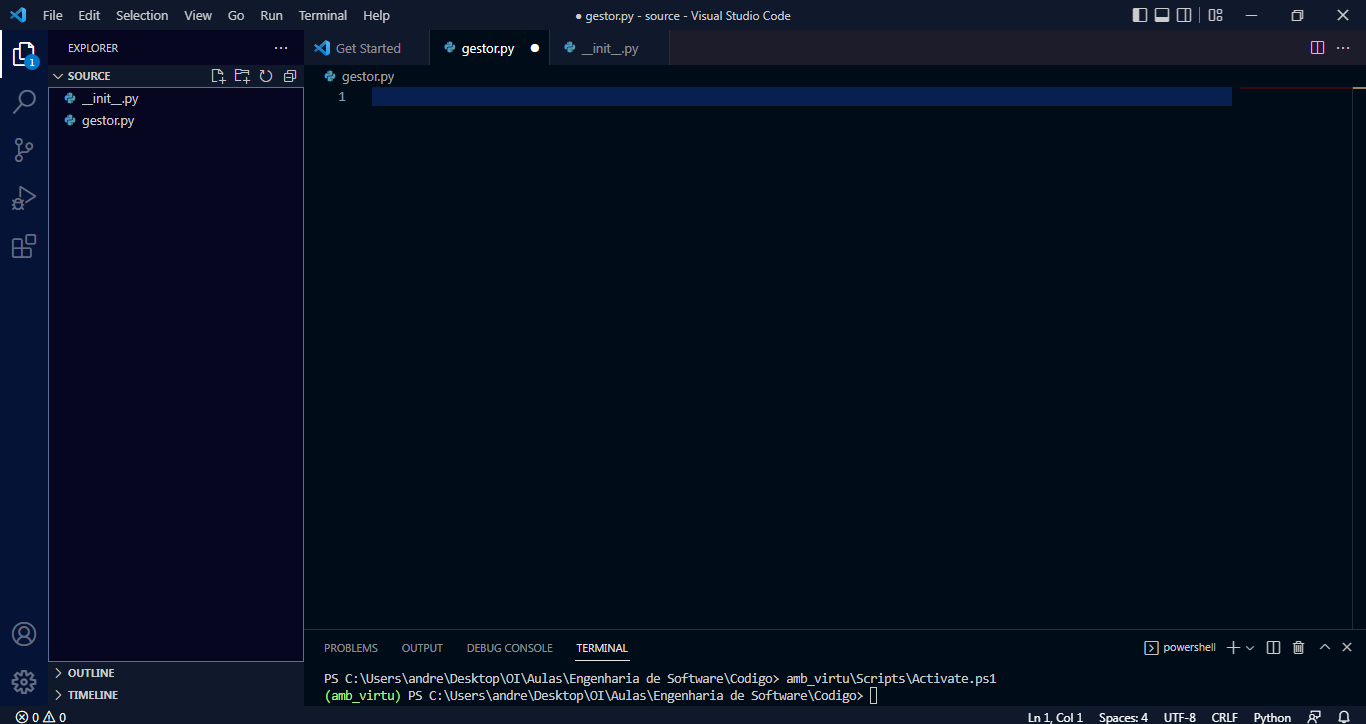 File Edit Selection View Go Run Terminal Help ● gestor.py - source - Visual Studio Code
EXPLORER ··· Get Started gestor.py ● __init__.py ···
SOURCE gestor.py
1
1
__init__.py
gestor.py
PROBLEMS OUTPUT DEBUG CONSOLE TERMINAL powershell
OUTLINE
TIMELINE
PS C:\Users\andre\Desktop\OI\Aulas\Engenharia de Software\Codigo> amb_virtu\Scripts\Activate.ps1
(amb_virtu) PS C:\Users\andre\Desktop\OI\Aulas\Engenharia de Software\Codigo>
0 0 Ln 1, Col 1 Spaces: 4 UTF-8 CRLF Python